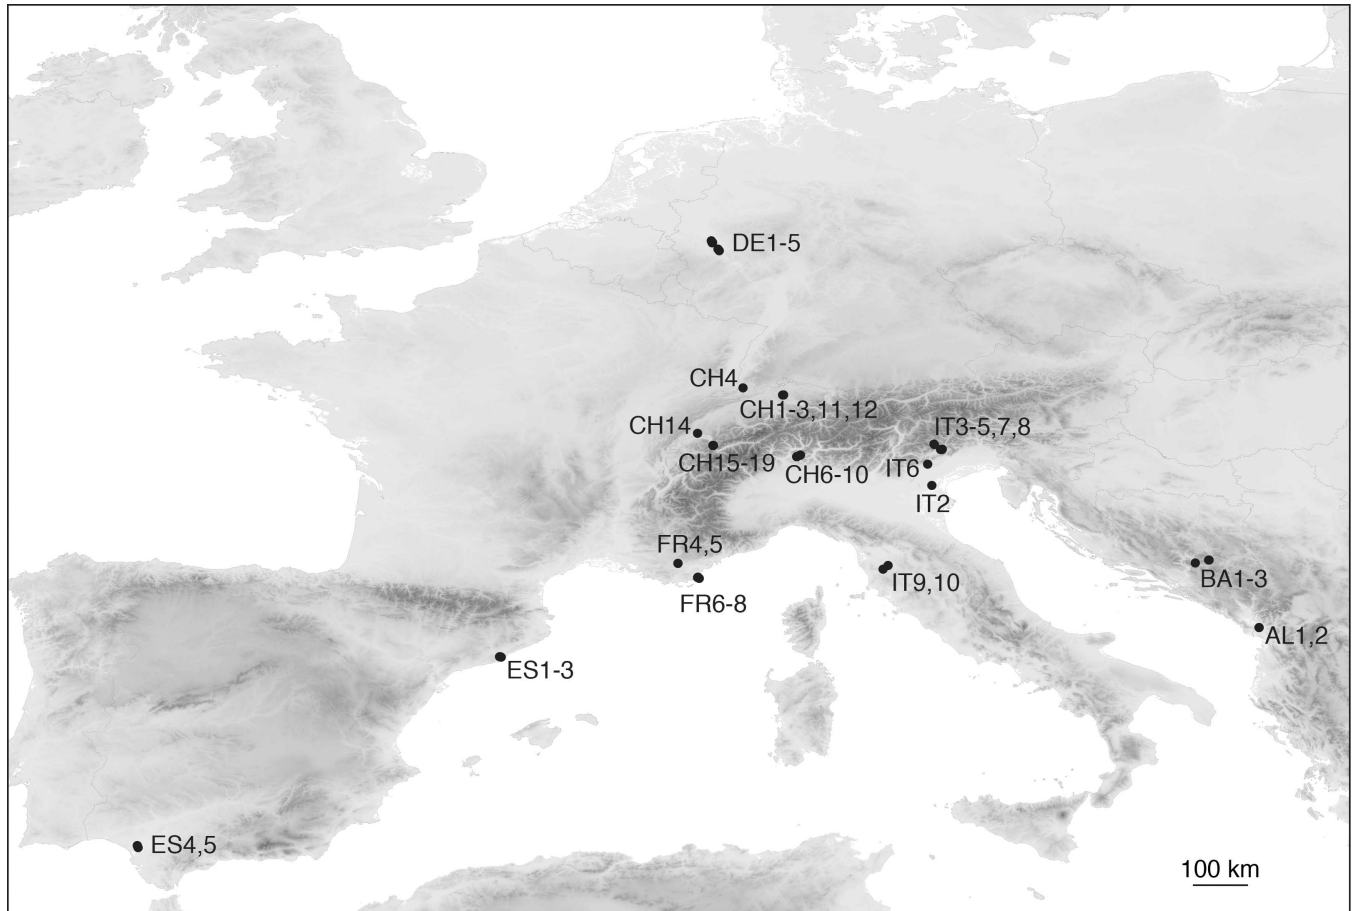 DE1-5
CH4
CH1-3,11,12
CH14
IT3-5,7,8
CH15-19
CH6-10
IT6
IT2
FR4,5
FR6-8
IT9,10
BA1-3
AL1,2
ES1-3
ES4,5
100 km